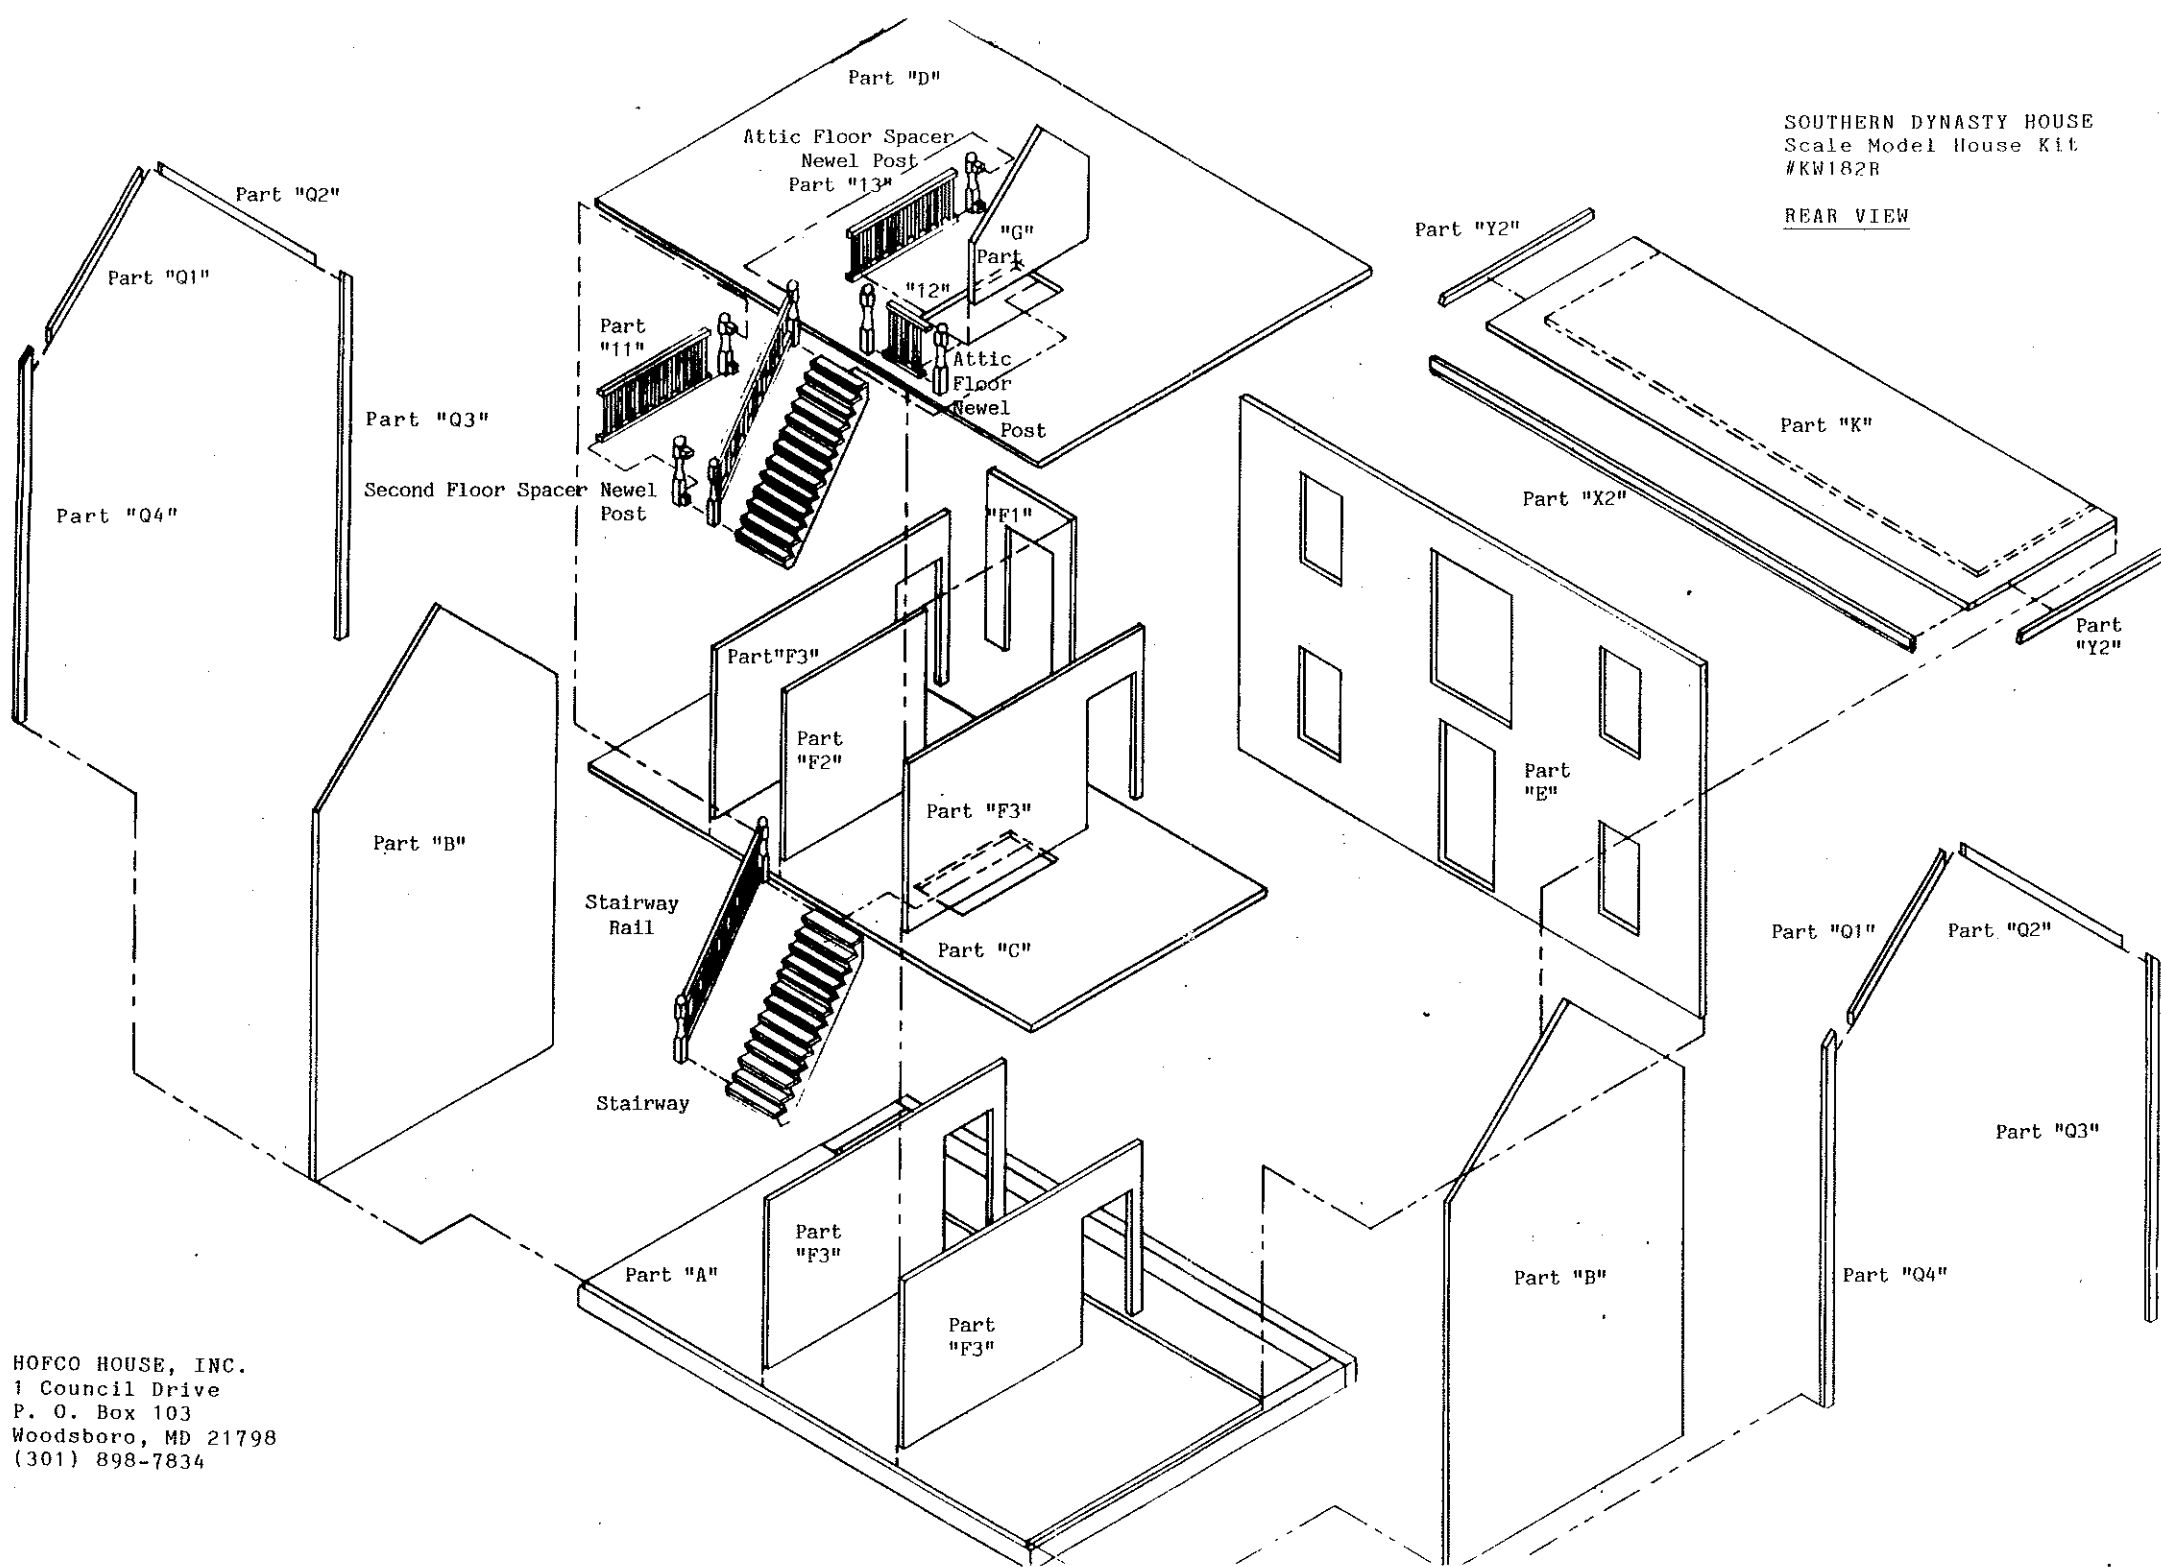 SOUTHERN DYNASTY HOUSE
Scale Model House Kit
#KW182R
REAR VIEW
Part "D"
Attic Floor Spacer
Newel Post
Part "13"
Part "Q2"
Part "Q1"
"G"
Part
"12"
Part
"11"
Attic
Floor
Newel
Post
Part "Q3"
Second Floor Spacer Newel
Post
Part "Q4"
Part "Y2"
Part "K"
Part "X2"
Part
"Y2"
"F1"
Part"F3"
Part
"F2"
Part "F3"
Part
"E"
Part "B"
Stairway
Rail
Part "C"
Stairway
Part "Q1"
Part "Q2"
Part "Q3"
Part "Q4"
Part "B"
Part "A"
Part
"F3"
Part
"F3"
HOFCO HOUSE, INC.
1 Council Drive
P. O. Box 103
Woodsboro, MD 21798
(301) 898-7834